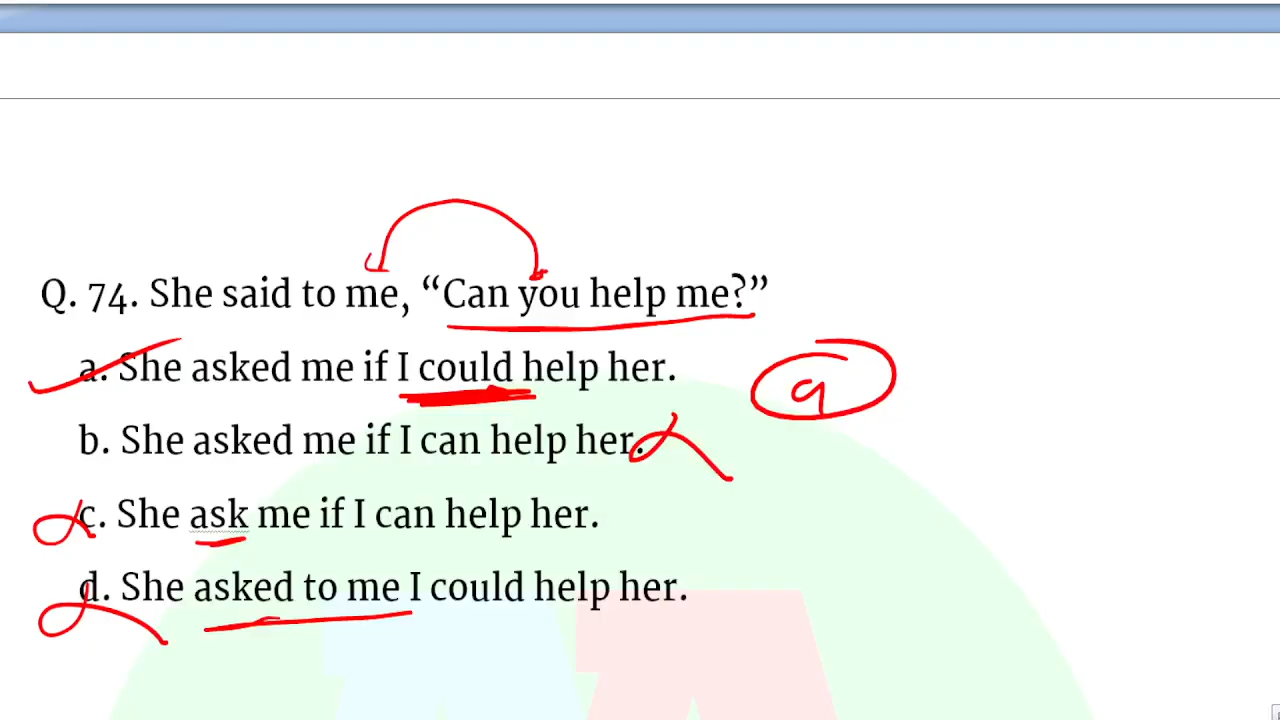 Q. 74. She said to me, “Can you help me?”
a. She asked me if I could help her.
a
b. She asked me if I can help her.
c. She ask me if I can help her.
d. She asked to me I could help her.